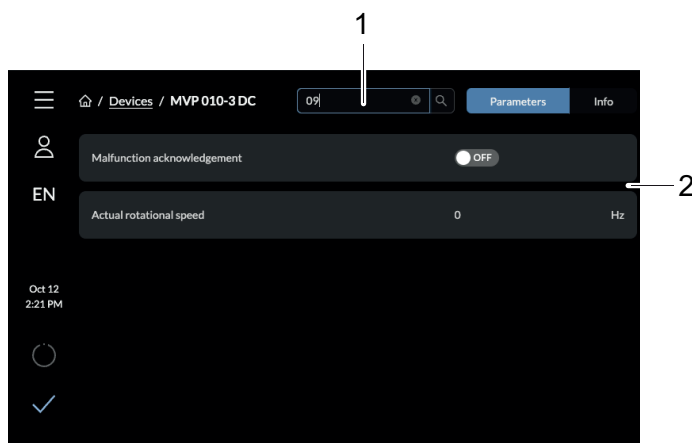 1
/ Devices / MVP 010-3 DC
09
Parameters
Info
Malfunction acknowledgement
OFF
2
EN
Actual rotational speed
0
Hz
Oct 12
2:21 PM